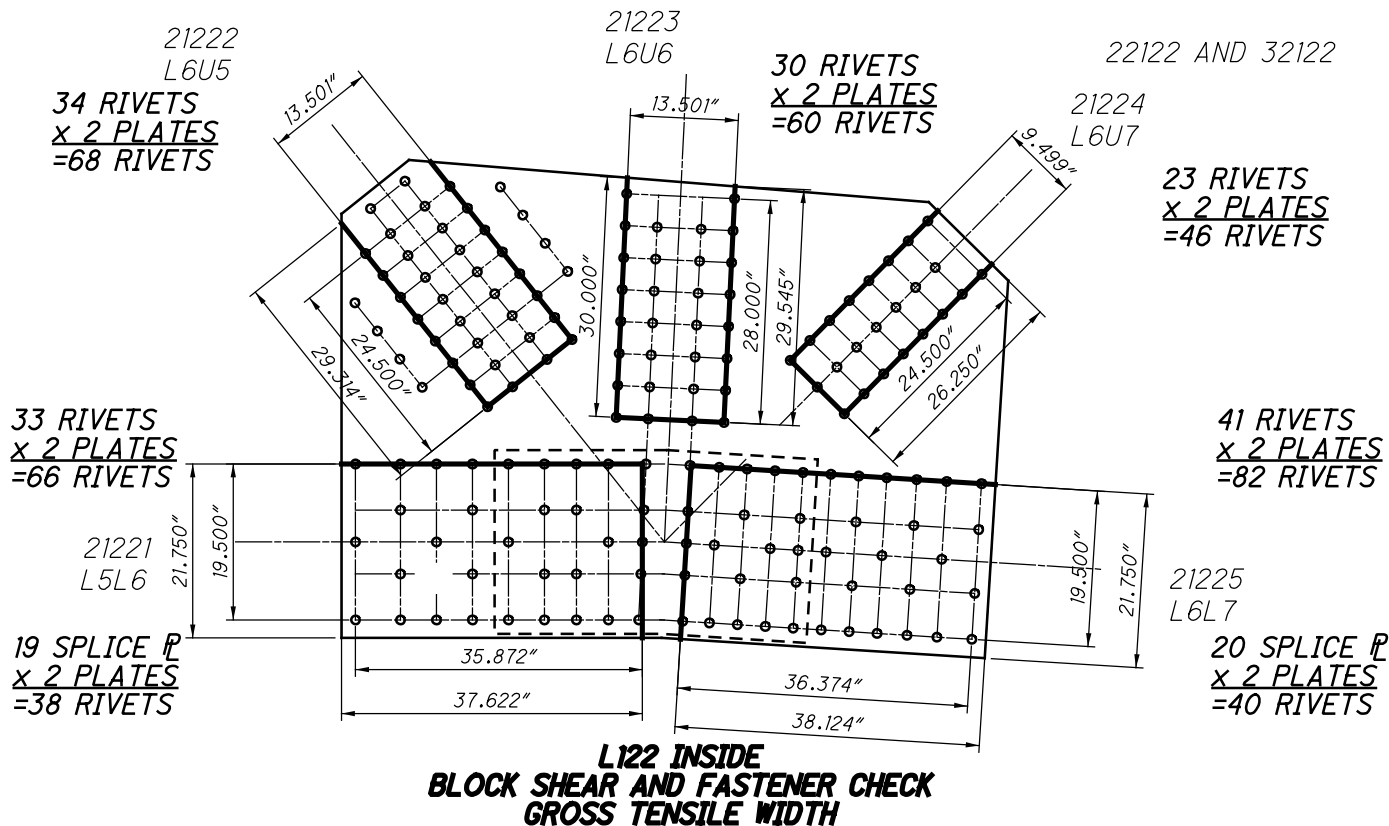 21222
L6U5
34 RIVETS
x 2 PLATES
=68 RIVETS
13.501"
21223
L6U6
13.501"
30 RIVETS
x 2 PLATES
=60 RIVETS
22122 AND 32122
21224
L6U7
9.499"
23 RIVETS
x 2 PLATES
=46 RIVETS
29.314"
24.500"
30.000"
28.000"
29.545"
24.500"
26.250"
33 RIVETS
x 2 PLATES
=66 RIVETS
41 RIVETS
x 2 PLATES
=82 RIVETS
21221
L5L6
21.750"
19.500"
19.500"
21.750"
21225
L6L7
19 SPLICE PL
x 2 PLATES
=38 RIVETS
35.872"
37.622"
36.374"
38.124"
20 SPLICE PL
x 2 PLATES
=40 RIVETS
L122 INSIDE
BLOCK SHEAR AND FASTENER CHECK
GROSS TENSILE WIDTH